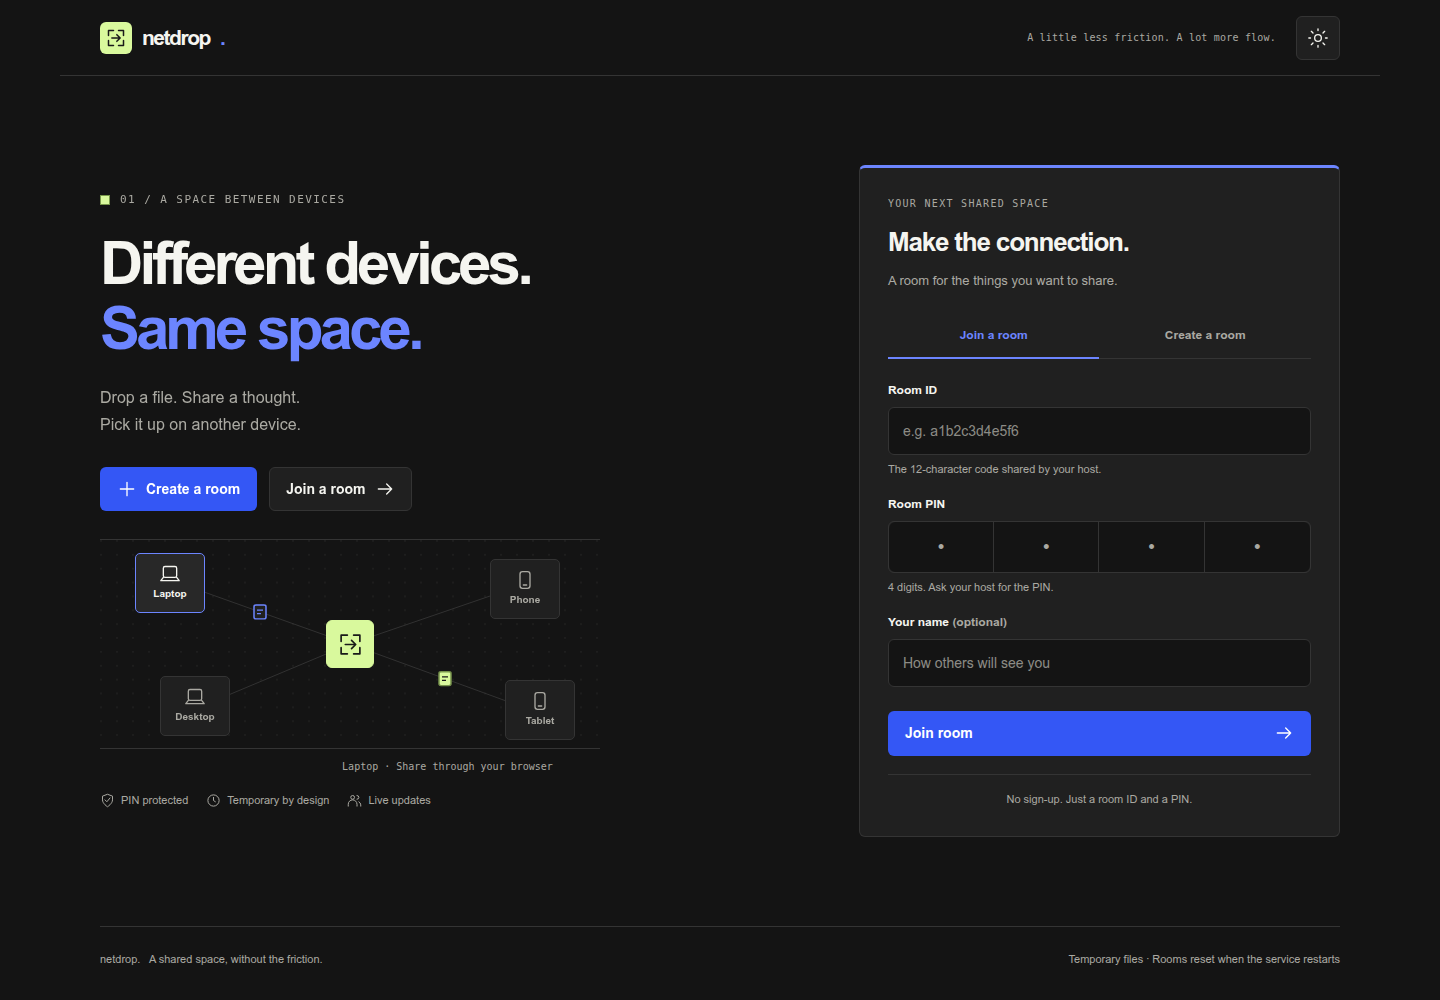 netdrop .
A little less friction. A lot more flow.
01 / A SPACE BETWEEN DEVICES
Different devices.
Same space.
Drop a file. Share a thought.
Pick it up on another device.
Create a room
Join a room
Laptop
Phone
Desktop
Tablet
Laptop · Share through your browser
PIN protected
Temporary by design
Live updates
YOUR NEXT SHARED SPACE
Make the connection.
A room for the things you want to share.
Join a room
Create a room
Room ID
e.g. a1b2c3d4e5f6
The 12-character code shared by your host.
Room PIN
• • • •
4 digits. Ask your host for the PIN.
Your name (optional)
How others will see you
Join room
No sign-up. Just a room ID and a PIN.
netdrop. A shared space, without the friction.
Temporary files · Rooms reset when the service restarts